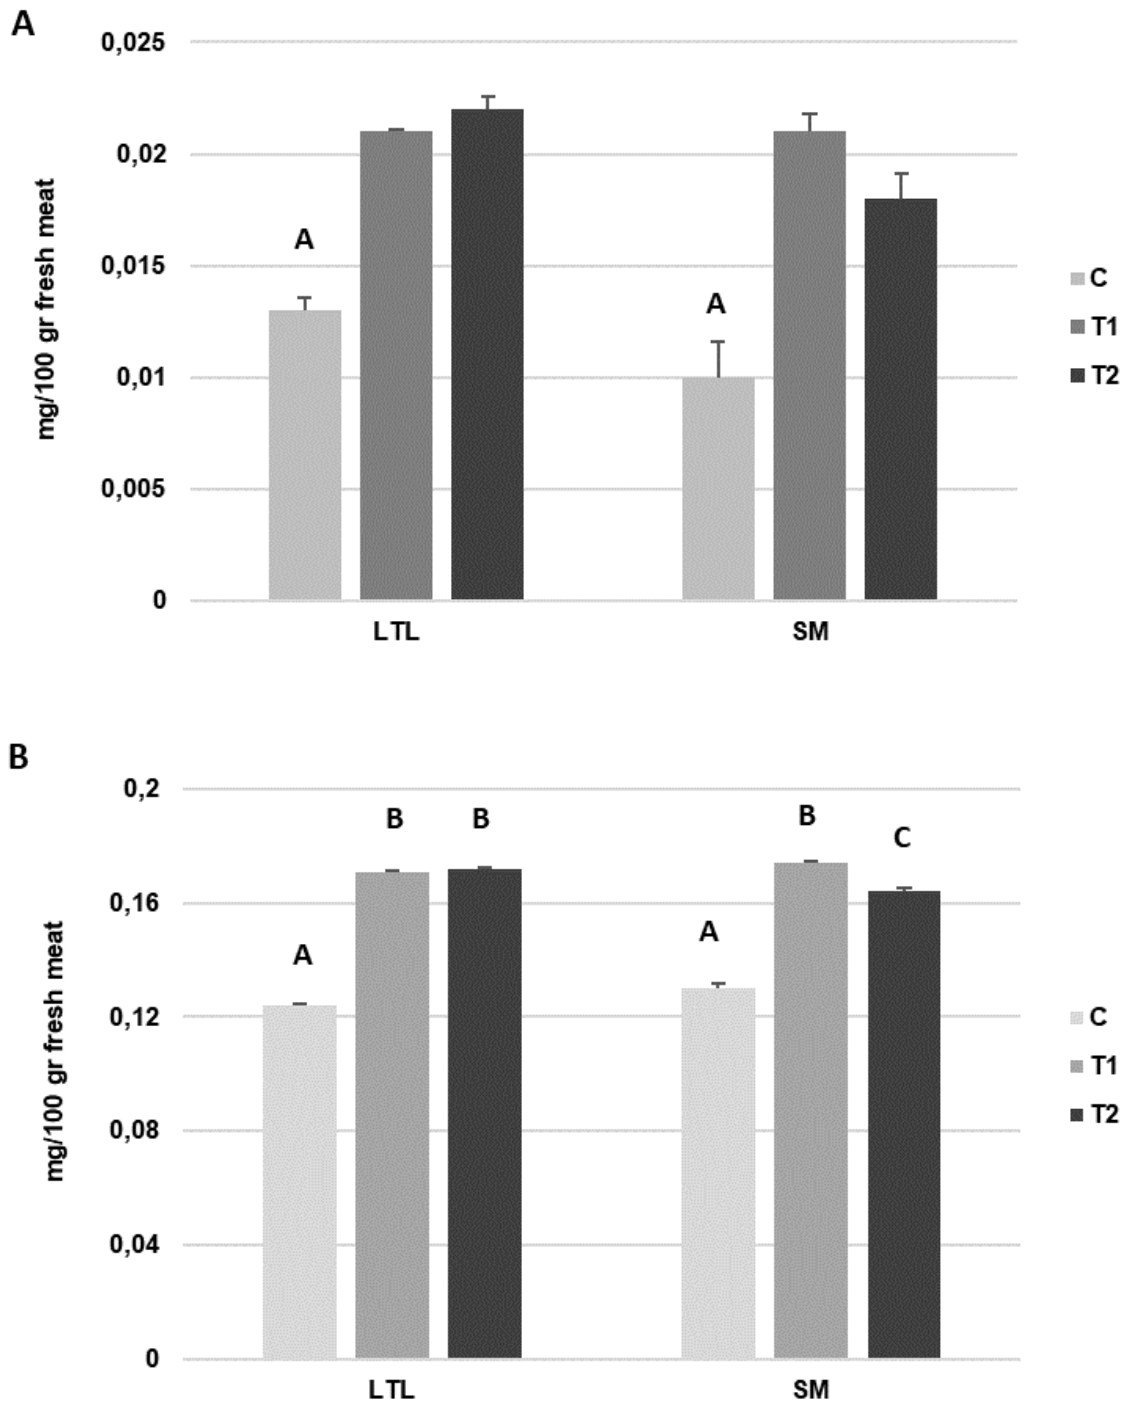 A
0,025
0,02
0,015
0,01
0,005
0
mg/100 gr fresh meat
A
A
LTL
SM
C
T1
T2
B
0,2
0,16
0,12
0,08
0,04
0
mg/100 gr fresh meat
A
B
B
A
B
C
LTL
SM
C
T1
T2